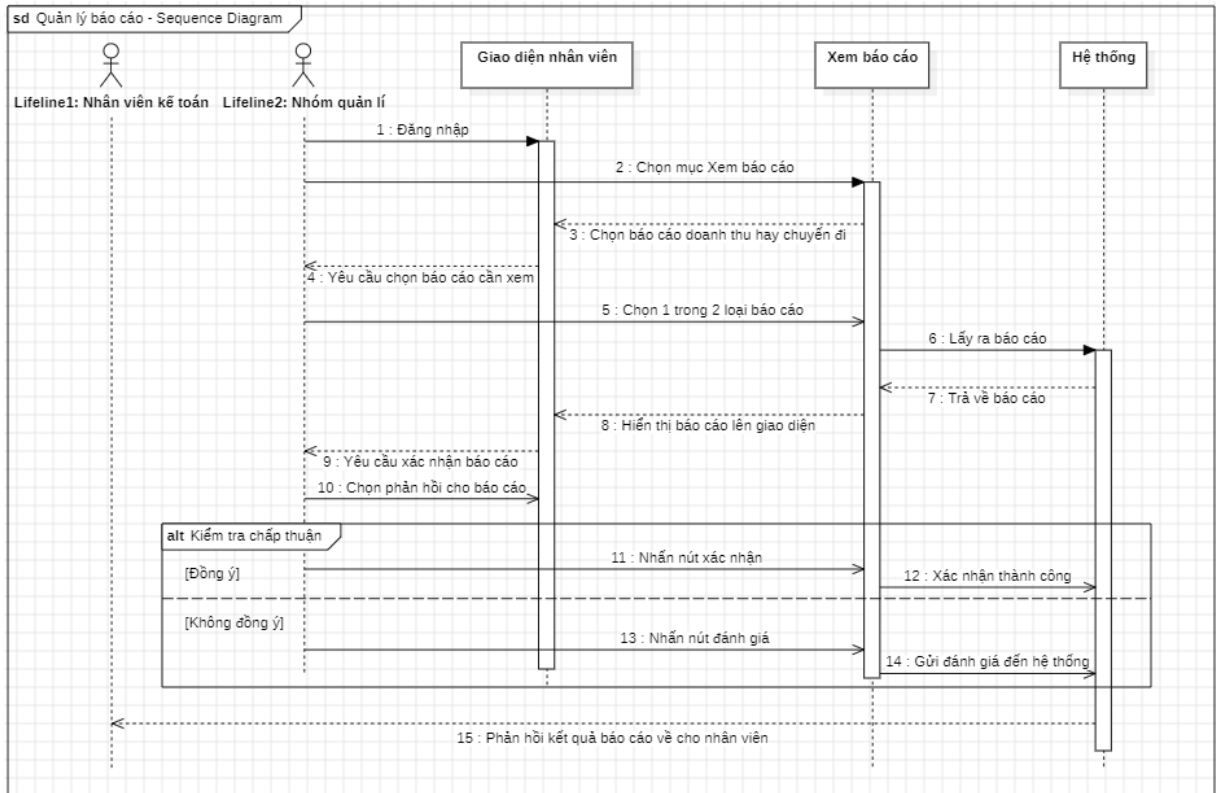 sd Quản lý báo cáo - Sequence Diagram
Giao diện nhân viên
Xem báo cáo
Hệ thống
Lifeline1: Nhân viên kế toán
Lifeline2: Nhóm quản lí
1 : Đăng nhập
2 : Chọn mục Xem báo cáo
3 : Chọn báo cáo doanh thu hay chuyến đi
4 : Yêu cầu chọn báo cáo cần xem
5 : Chọn 1 trong 2 loại báo cáo
6 : Lấy ra báo cáo
7 : Trả về báo cáo
8 : Hiển thị báo cáo lên giao diện
9 : Yêu cầu xác nhận báo cáo
10 : Chọn phản hồi cho báo cáo
alt Kiểm tra chấp thuận
11 : Nhấn nút xác nhận
[Đồng ý]
12 : Xác nhận thành công
[Không đồng ý]
13 : Nhấn nút đánh giá
14 : Gửi đánh giá đến hệ thống
15 : Phản hồi kết quả báo cáo về cho nhân viên